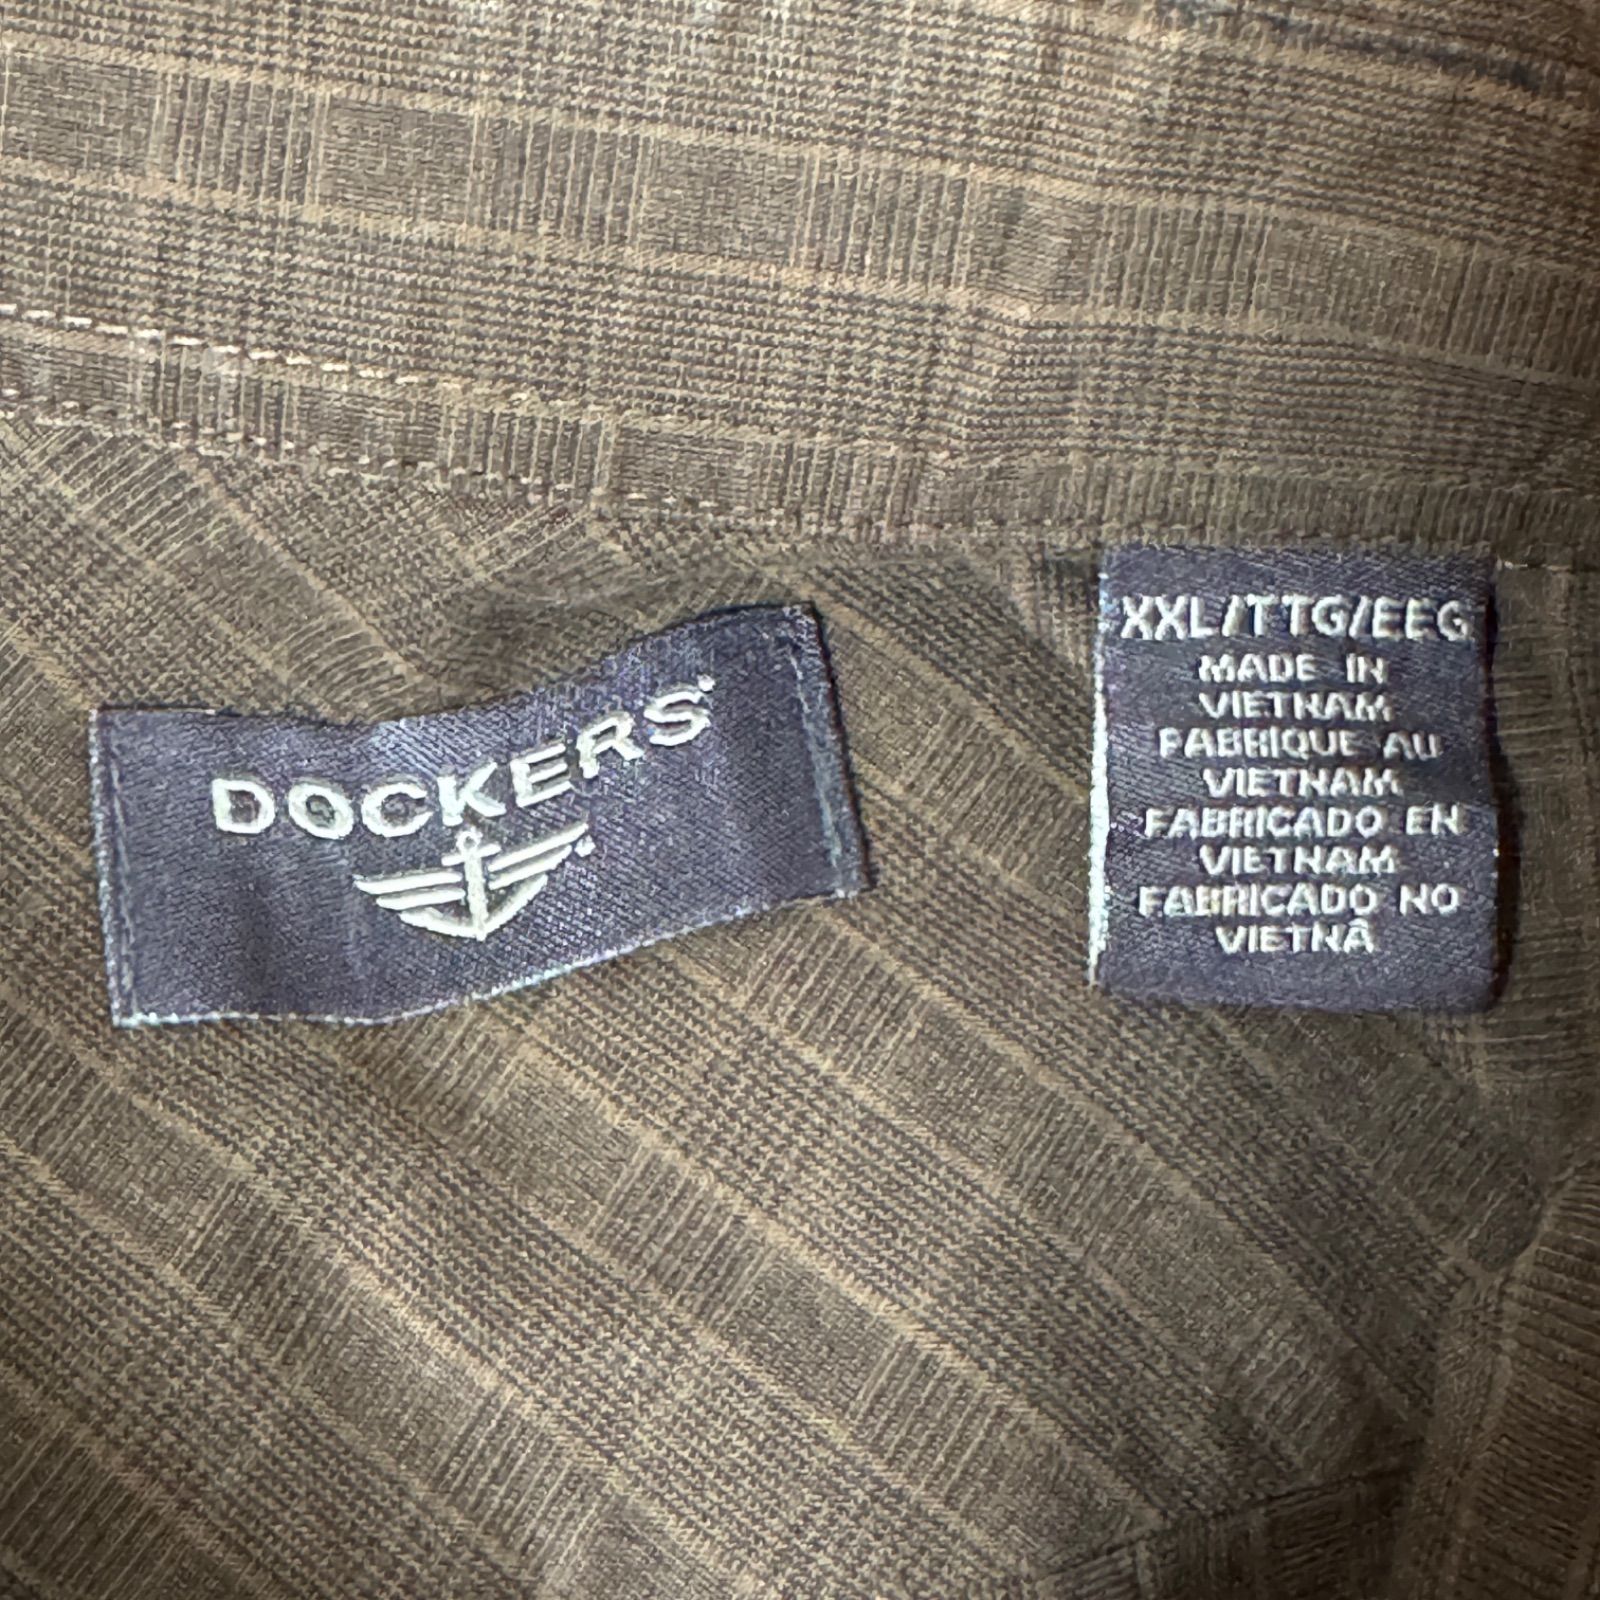 DOCKERS
XXL/TTG/EEG
MADE IN
VIETNAM
FABRIQUE AU
VIETNAM
FABRICADO EN
VIETNAM
FABRICADO NO
VIETNÃ